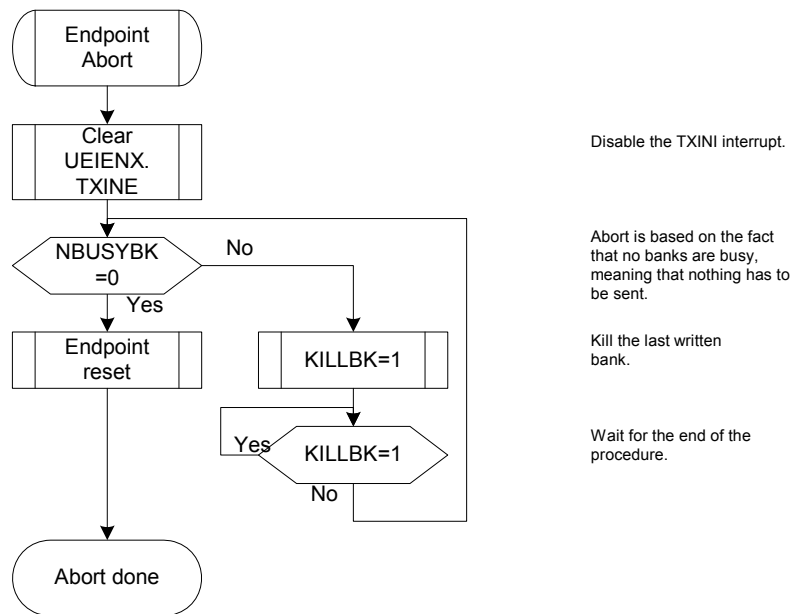 Endpoint
Abort
Clear
UEIENX.
TXINE
Disable the TXINI interrupt.
NBUSYBK
=0
No
Yes
Abort is based on the fact
that no banks are busy,
meaning that nothing has to
be sent.
Endpoint
reset
KILLBK=1
Kill the last written
bank.
Yes
KILLBK=1
No
Wait for the end of the
procedure.
Abort done